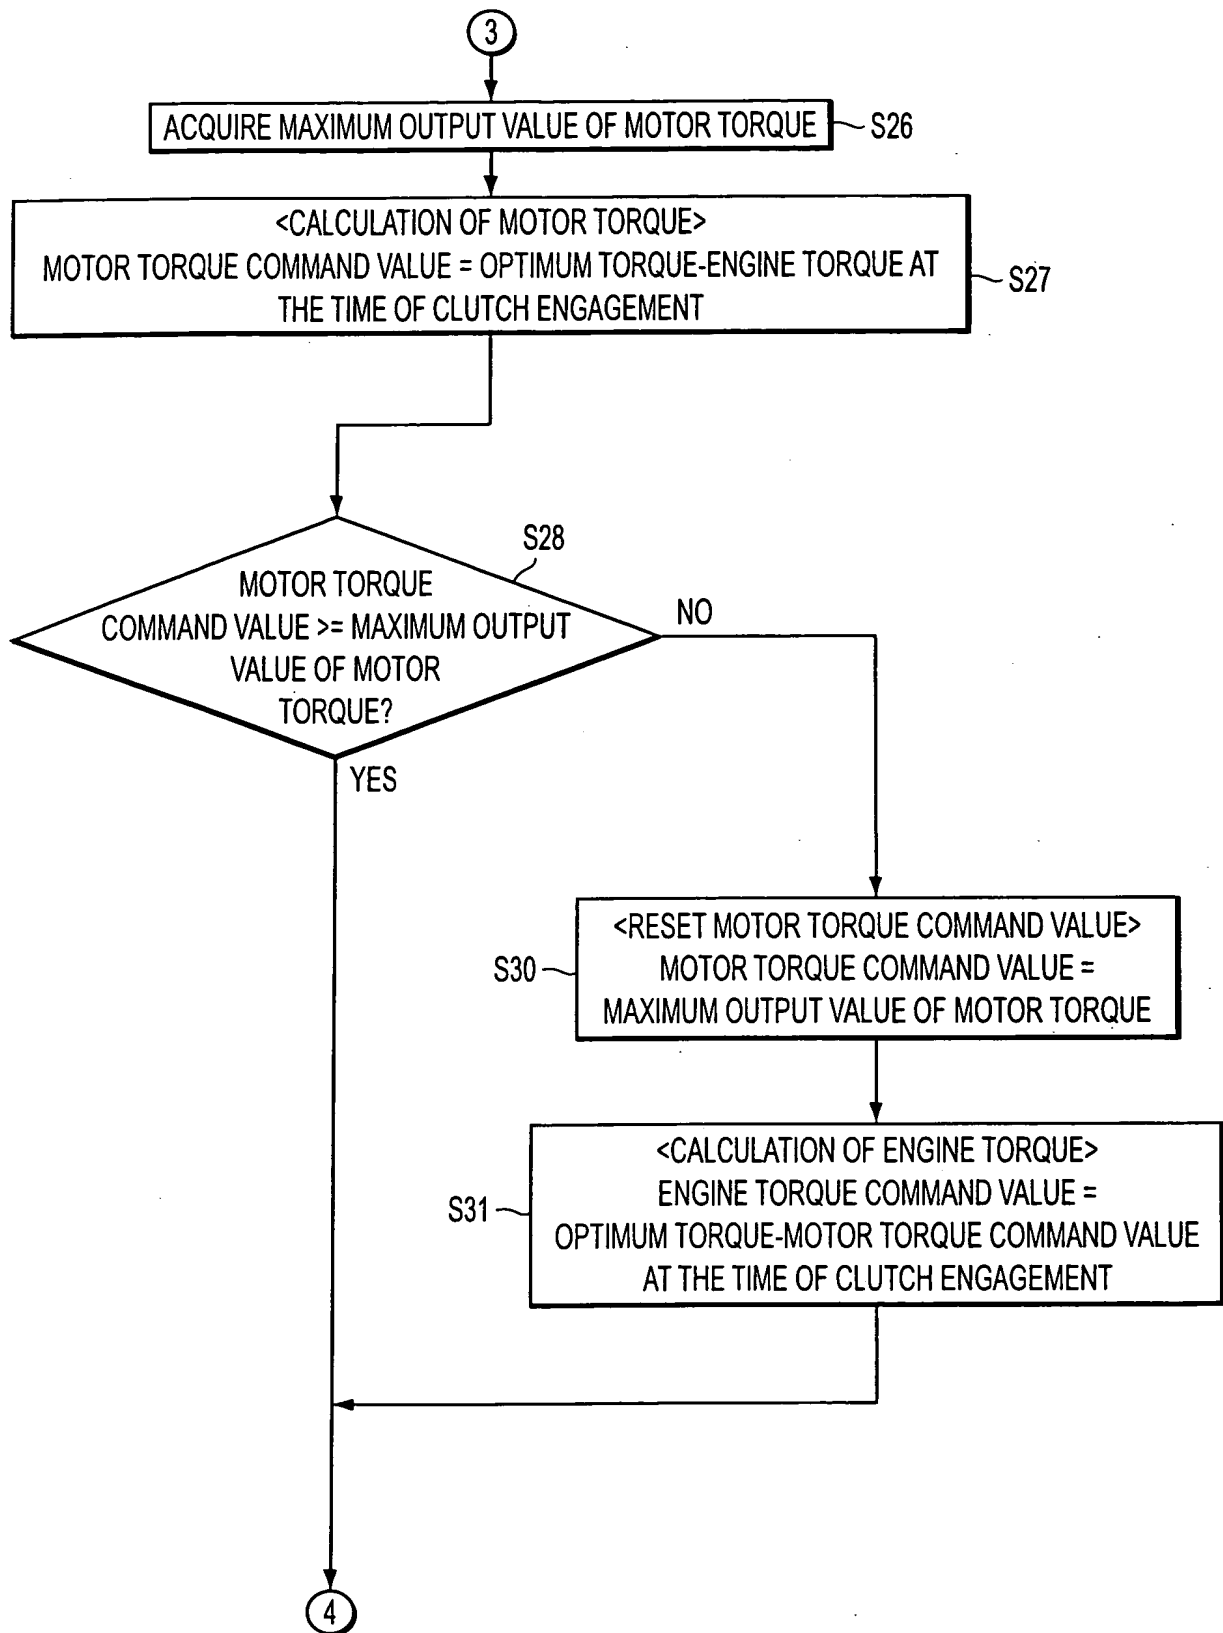 3
ACQUIRE MAXIMUM OUTPUT VALUE OF MOTOR TORQUE
S26
<CALCULATION OF MOTOR TORQUE>
MOTOR TORQUE COMMAND VALUE = OPTIMUM TORQUE-ENGINE TORQUE AT
THE TIME OF CLUTCH ENGAGEMENT
S27
S28
MOTOR TORQUE
COMMAND VALUE >= MAXIMUM OUTPUT
VALUE OF MOTOR
TORQUE?
NO
YES
<RESET MOTOR TORQUE COMMAND VALUE>
MOTOR TORQUE COMMAND VALUE =
MAXIMUM OUTPUT VALUE OF MOTOR TORQUE
S30
<CALCULATION OF ENGINE TORQUE>
ENGINE TORQUE COMMAND VALUE =
OPTIMUM TORQUE-MOTOR TORQUE COMMAND VALUE
AT THE TIME OF CLUTCH ENGAGEMENT
S31
4